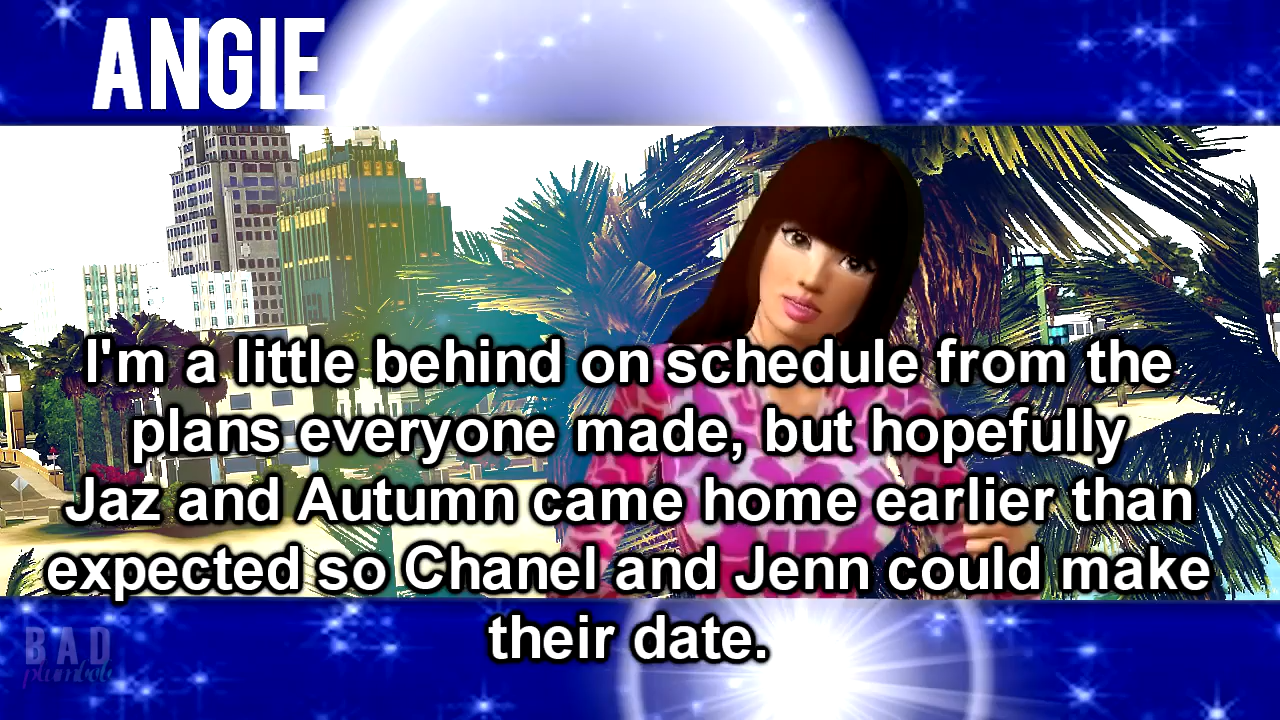 ANGIE
I'm a little behind on schedule from the
plans everyone made, but hopefully
Jaz and Autumn came home earlier than
expected so Chanel and Jenn could make
their date.
BAD